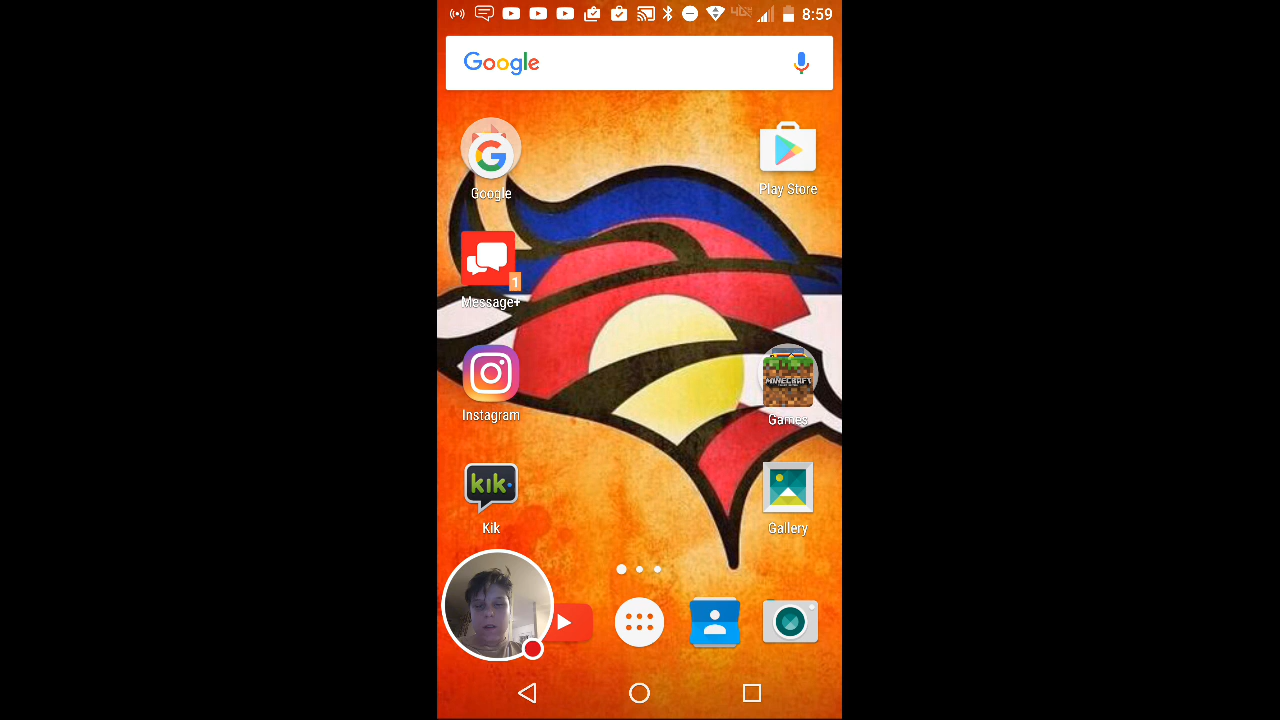 8:59
Google
Google
Play Store
Message+
1
Instagram
MINECRAFT
Games
kik
Kik
Gallery